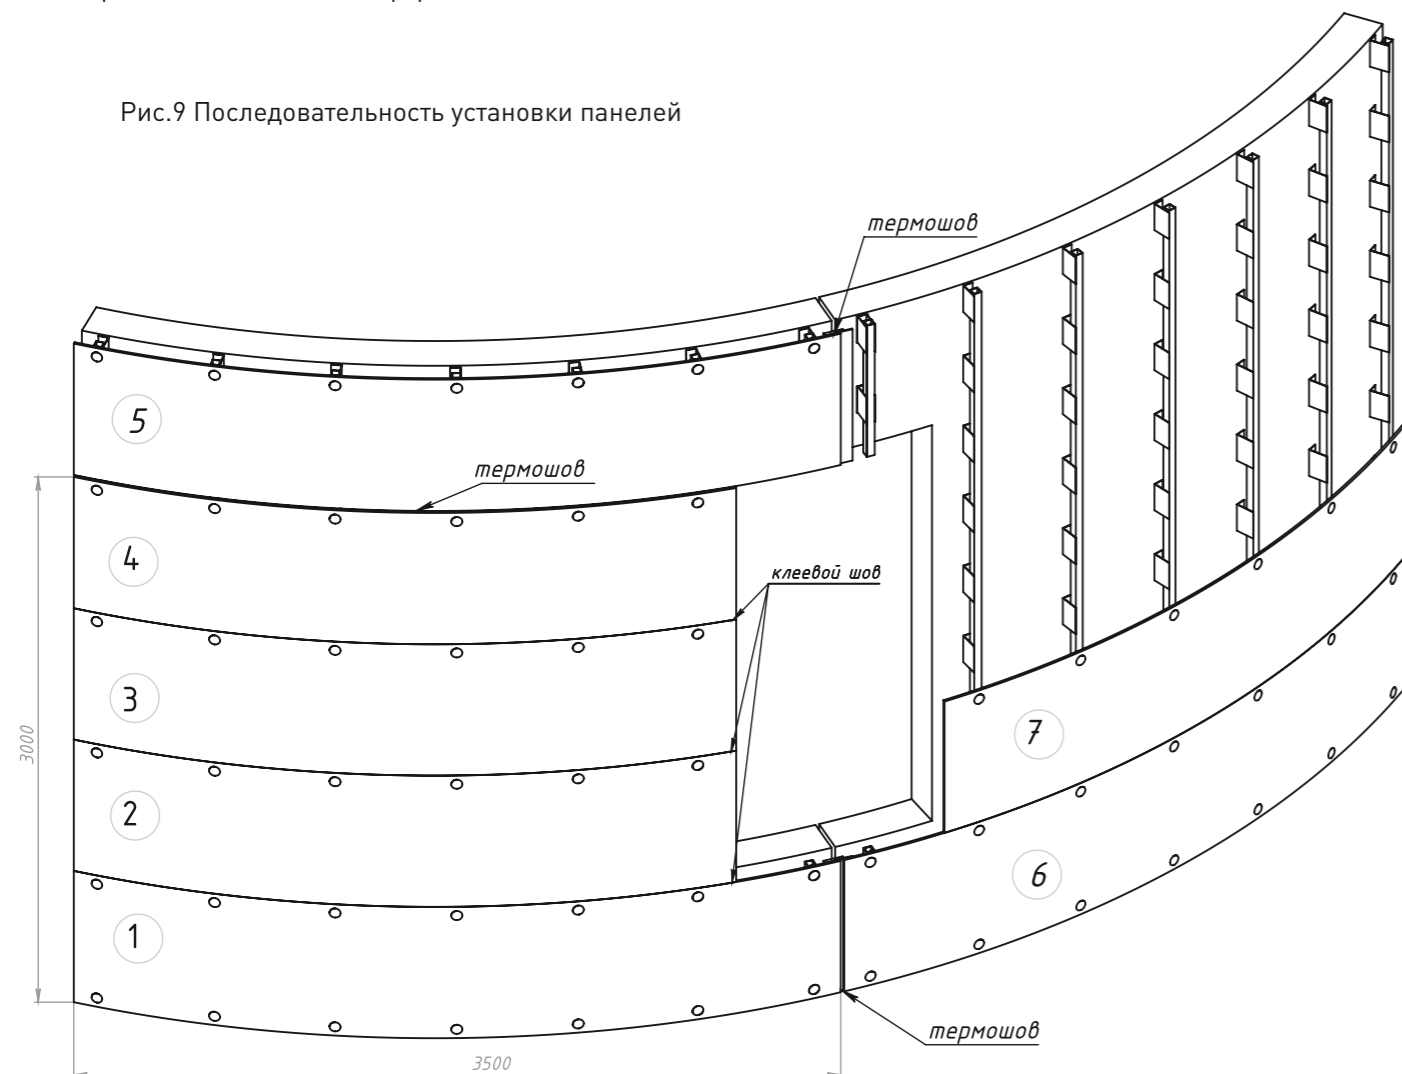 Рис.9 Последовательность установки панелей
термошов
5
термошов
4
клеевой шов
3
3000
7
2
6
1
термошов
3500